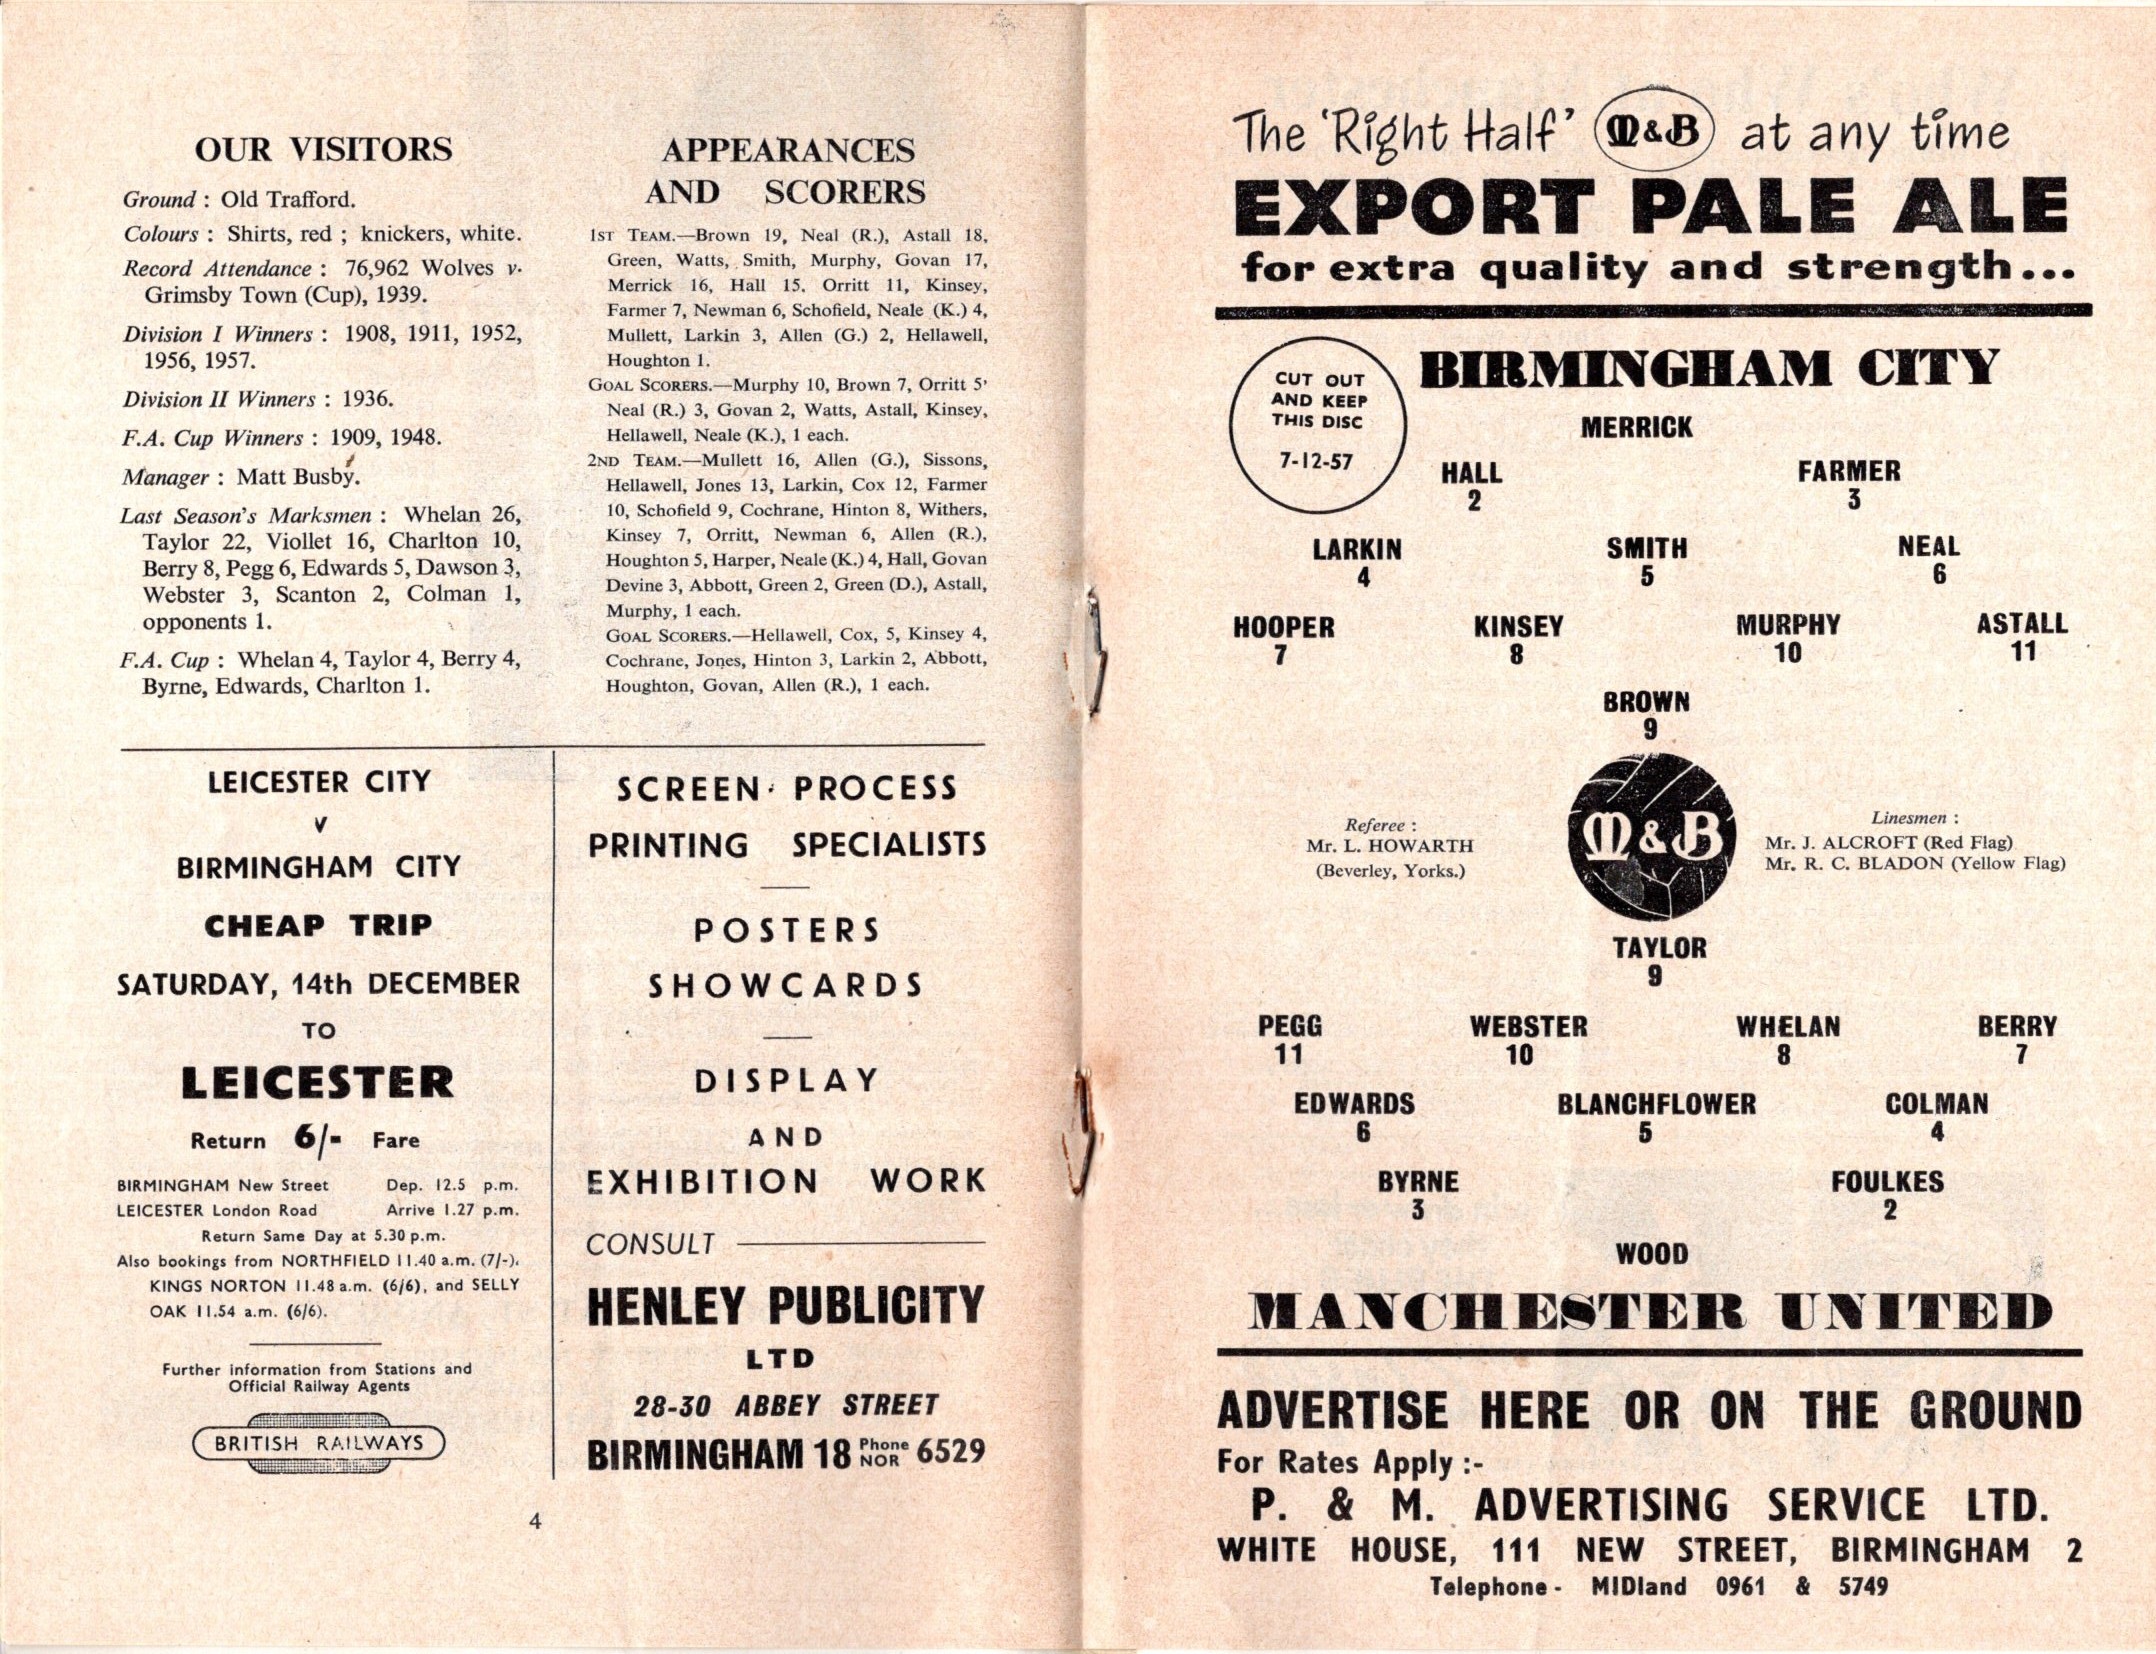 OUR VISITORS
Ground : Old Trafford.
Colours : Shirts, red ; knickers, white.
Record Attendance : 76,962 Wolves v.
Grimsby Town (Cup), 1939.
Division I Winners : 1908, 1911, 1952,
1956, 1957.
Division II Winners : 1936.
F.A. Cup Winners : 1909, 1948.
Manager : Matt Busby.
Last Season's Marksmen : Whelan 26,
Taylor 22, Viollet 16, Charlton 10,
Berry 8, Pegg 6, Edwards 5, Dawson 3,
Webster 3, Scanton 2, Colman 1,
opponents 1.
F.A. Cup : Whelan 4, Taylor 4, Berry 4,
Byrne, Edwards, Charlton 1.
APPEARANCES
AND SCORERS
1ST TEAM.—Brown 19, Neal (R.), Astall 18,
Green, Watts, Smith, Murphy, Govan 17,
Merrick 16, Hall 15. Orritt 11, Kinsey,
Farmer 7, Newman 6, Schofield, Neale (K.) 4,
Mullett, Larkin 3, Allen (G.) 2, Hellawell,
Houghton 1.
GOAL SCORERS.—Murphy 10, Brown 7, Orritt 5'
Neal (R.) 3, Govan 2, Watts, Astall, Kinsey,
Hellawell, Neale (K.), 1 each.
2ND TEAM.—Mullett 16, Allen (G.), Sissons,
Hellawell, Jones 13, Larkin, Cox 12, Farmer
10, Schofield 9, Cochrane, Hinton 8, Withers,
Kinsey 7, Orritt, Newman 6, Allen (R.),
Houghton 5, Harper, Neale (K.) 4, Hall, Govan
Devine 3, Abbott, Green 2, Green (D.), Astall,
Murphy, 1 each.
GOAL SCORERS.—Hellawell, Cox, 5, Kinsey 4,
Cochrane, Jones, Hinton 3, Larkin 2, Abbott,
Houghton, Govan, Allen (R.), 1 each.
LEICESTER CITY
v
BIRMINGHAM CITY
CHEAP TRIP
SATURDAY, 14th DECEMBER
TO
LEICESTER
Return 6/- Fare
BIRMINGHAM New Street Dep. 12.5 p.m.
LEICESTER London Road Arrive 1.27 p.m.
Return Same Day at 5.30 p.m.
Also bookings from NORTHFIELD 11.40 a.m. (7/-),
KINGS NORTON 11.48 a.m. (6/6), and SELLY
OAK 11.54 a.m. (6/6).
Further information from Stations and
Official Railway Agents
BRITISH RAILWAYS
SCREEN PROCESS
PRINTING SPECIALISTS
POSTERS
SHOWCARDS
DISPLAY
AND
EXHIBITION WORK
CONSULT
HENLEY PUBLICITY
LTD
28-30 ABBEY STREET
BIRMINGHAM 18 Phone NOR 6529
4
The 'Right Half' M&B at any time
EXPORT PALE ALE
for extra quality and strength...
CUT OUT
AND KEEP
THIS DISC
7-12-57
BIRMINGHAM CITY
MERRICK
HALL FARMER
2 3
LARKIN SMITH NEAL
4 5 6
HOOPER KINSEY MURPHY ASTALL
7 8 10 11
BROWN
9
Referee :
Mr. L. HOWARTH
(Beverley, Yorks.)
M&B
Linesmen :
Mr. J. ALCROFT (Red Flag)
Mr. R. C. BLADON (Yellow Flag)
TAYLOR
9
PEGG WEBSTER WHELAN BERRY
11 10 8 7
EDWARDS BLANCHFLOWER COLMAN
6 5 4
BYRNE FOULKES
3 2
WOOD
MANCHESTER UNITED
ADVERTISE HERE OR ON THE GROUND
For Rates Apply :-
P. & M. ADVERTISING SERVICE LTD.
WHITE HOUSE, 111 NEW STREET, BIRMINGHAM 2
Telephone - MIDland 0961 & 5749